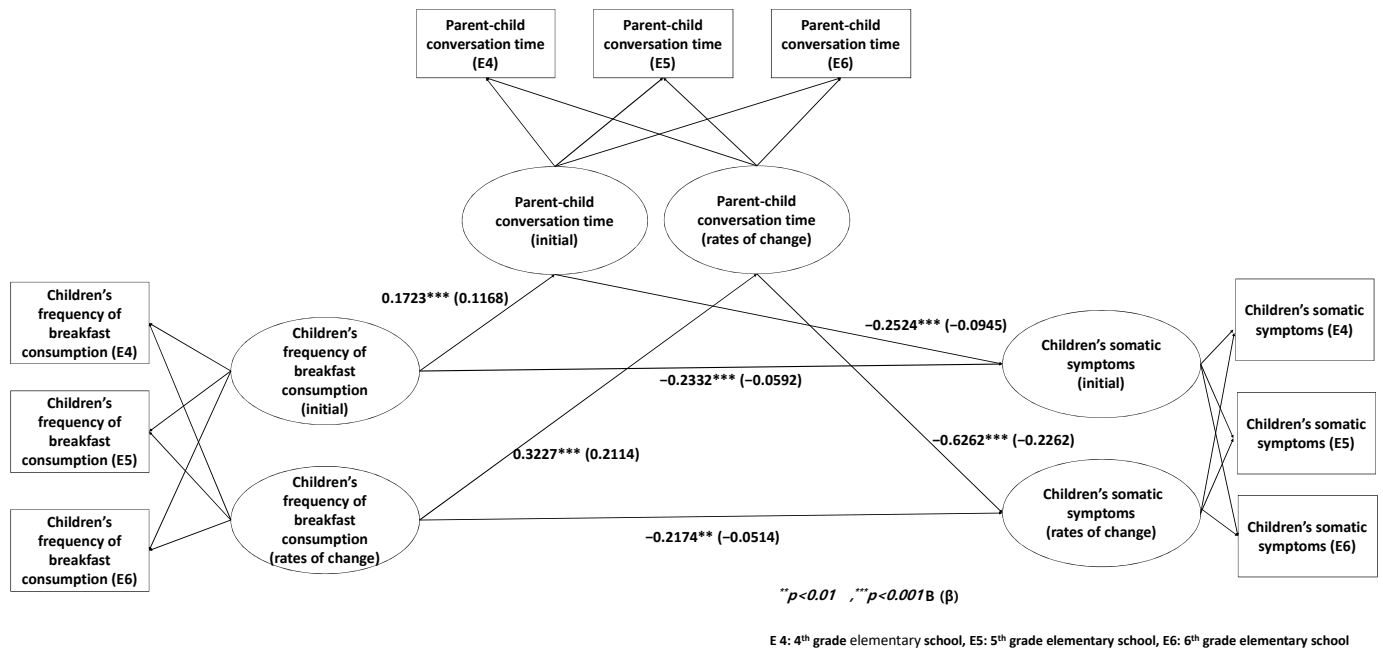 Parent-child
conversation time
(E4)
Parent-child
conversation time
(E5)
Parent-child
conversation time
(E6)
Parent-child
conversation time
(initial)
Parent-child
conversation time
(rates of change)
Children's
frequency of
breakfast
consumption (E4)
Children's
frequency of
breakfast
consumption (E5)
Children's
frequency of
breakfast
consumption (E6)
Children's
frequency of
breakfast
consumption
(initial)
Children's
frequency of
breakfast
consumption
(rates of change)
0.1723*** (0.1168)
−0.2524*** (−0.0945)
−0.2332*** (−0.0592)
0.3227*** (0.2114)
-0.6262*** (−0.2262)
−0.2174** (−0.0514)
Children's somatic
symptoms
(initial)
Children's somatic
symptoms
(rates of change)
Children's somatic
symptoms (E4)
Children's somatic
symptoms (E5)
Children's somatic
symptoms (E6)
**p<0.01 ,***p<0.001 B (β)
E 4: 4th grade elementary school, E5: 5th grade elementary school, E6: 6th grade elementary school